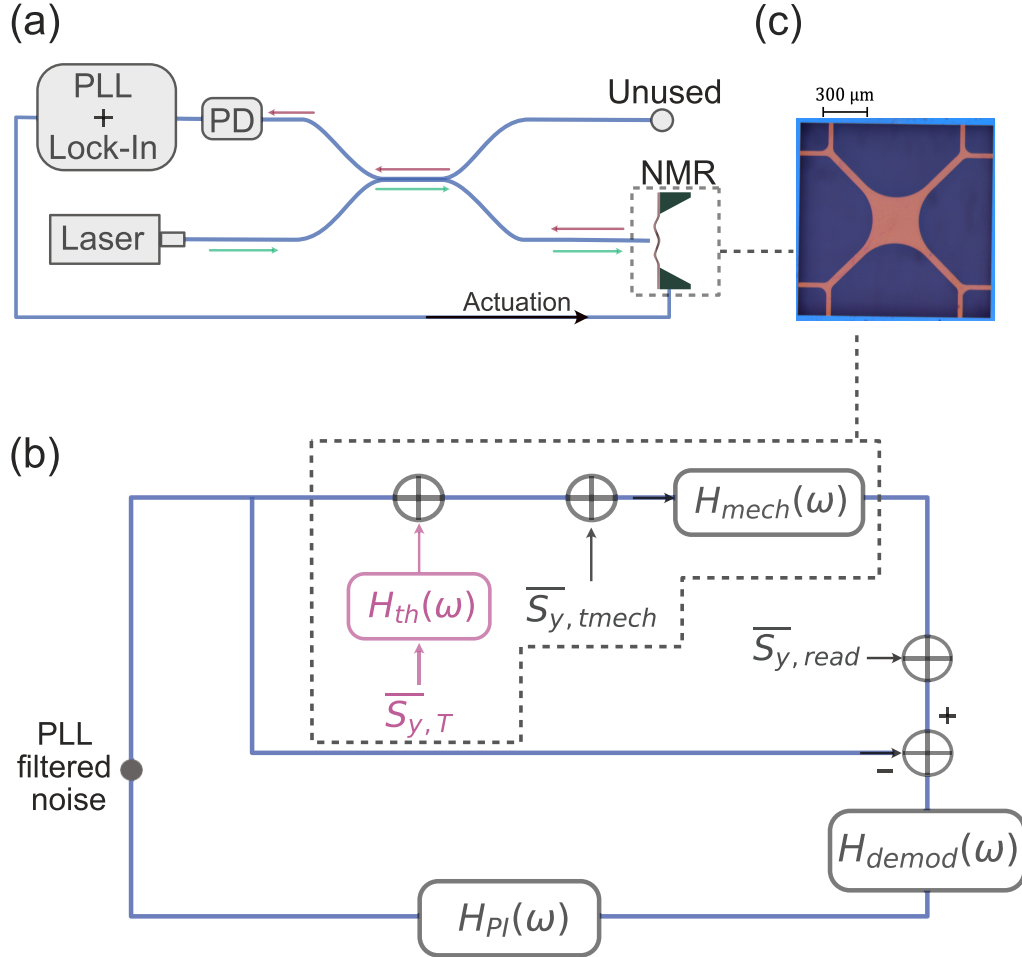 (a)
(c)
PLL
+
Lock-In
PD
Unused
300 μm
NMR
Laser
Actuation
(b)
H_mech(ω)
H_th(ω)
S̅_y, tmech
S̅_y, read
S̅_y, T
+
PLL
filtered
noise
−
H_demod(ω)
H_PI(ω)